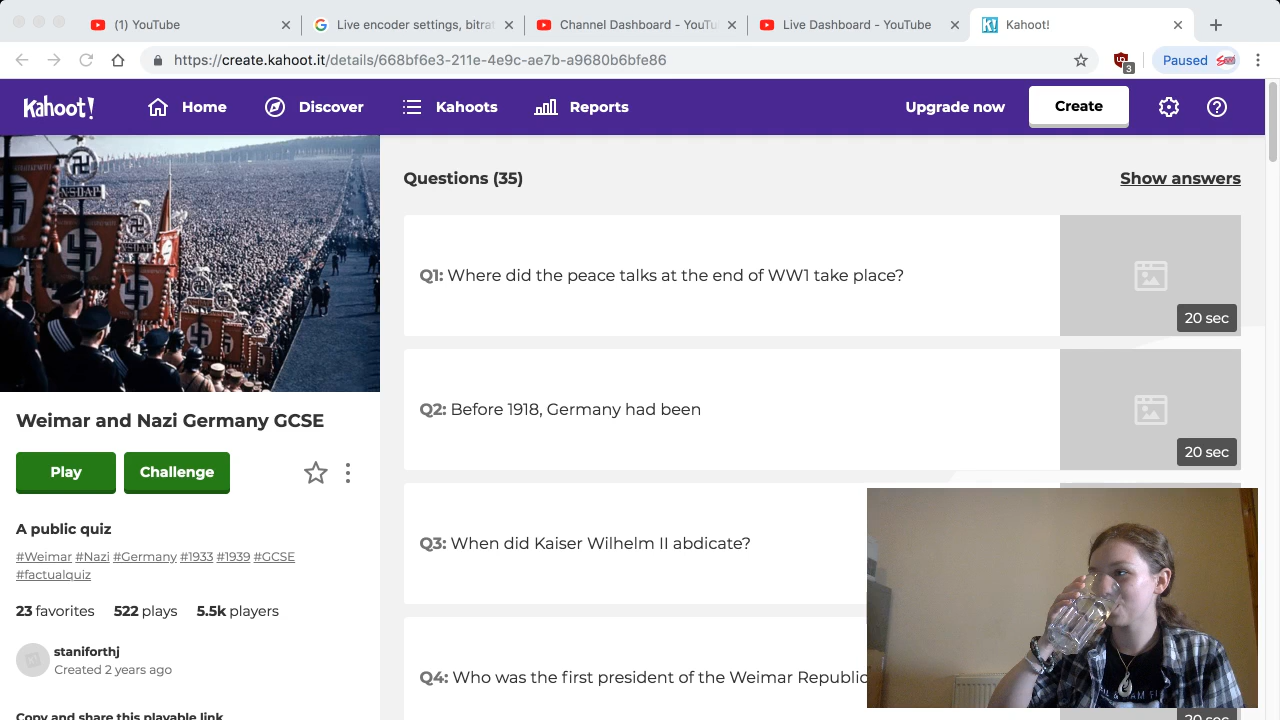 (1) YouTube
Live encoder settings, bitrat
Channel Dashboard - YouTu
Live Dashboard - YouTube
Kahoot!
https://create.kahoot.it/details/668bf6e3-211e-4e9c-ae7b-a9680b6bfe86
3
Paused
Kahoot!
Home
Discover
Kahoots
Reports
Upgrade now
Create
NSDAP
Questions (35)
Show answers
Q1: Where did the peace talks at the end of WW1 take place?
20 sec
Q2: Before 1918, Germany had been
20 sec
Q3: When did Kaiser Wilhelm II abdicate?
Q4: Who was the first president of the Weimar Republic
20 sec
Weimar and Nazi Germany GCSE
Play
Challenge
A public quiz
#Weimar #Nazi #Germany #1933 #1939 #GCSE
#factualquiz
23 favorites 522 plays 5.5k players
staniforthj
Created 2 years ago
Copy and share this playable link